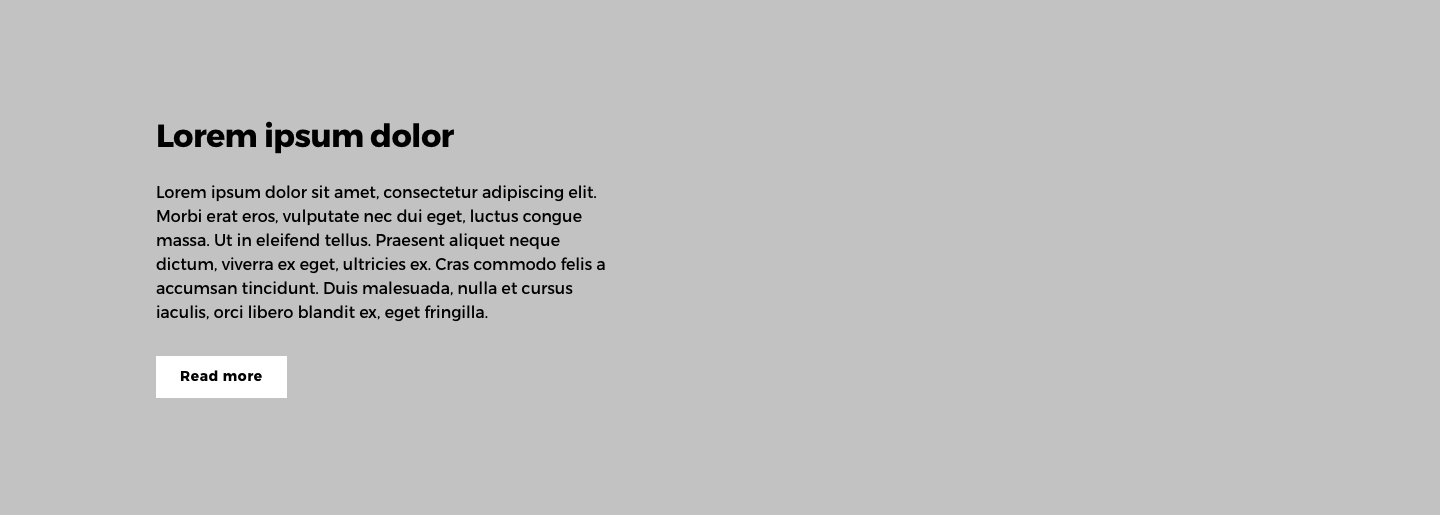 Lorem ipsum dolor
Lorem ipsum dolor sit amet, consectetur adipiscing elit.
Morbi erat eros, vulputate nec dui eget, luctus congue
massa. Ut in eleifend tellus. Praesent aliquet neque
dictum, viverra ex eget, ultricies ex. Cras commodo felis a
accumsan tincidunt. Duis malesuada, nulla et cursus
iaculis, orci libero blandit ex, eget fringilla.
Read more